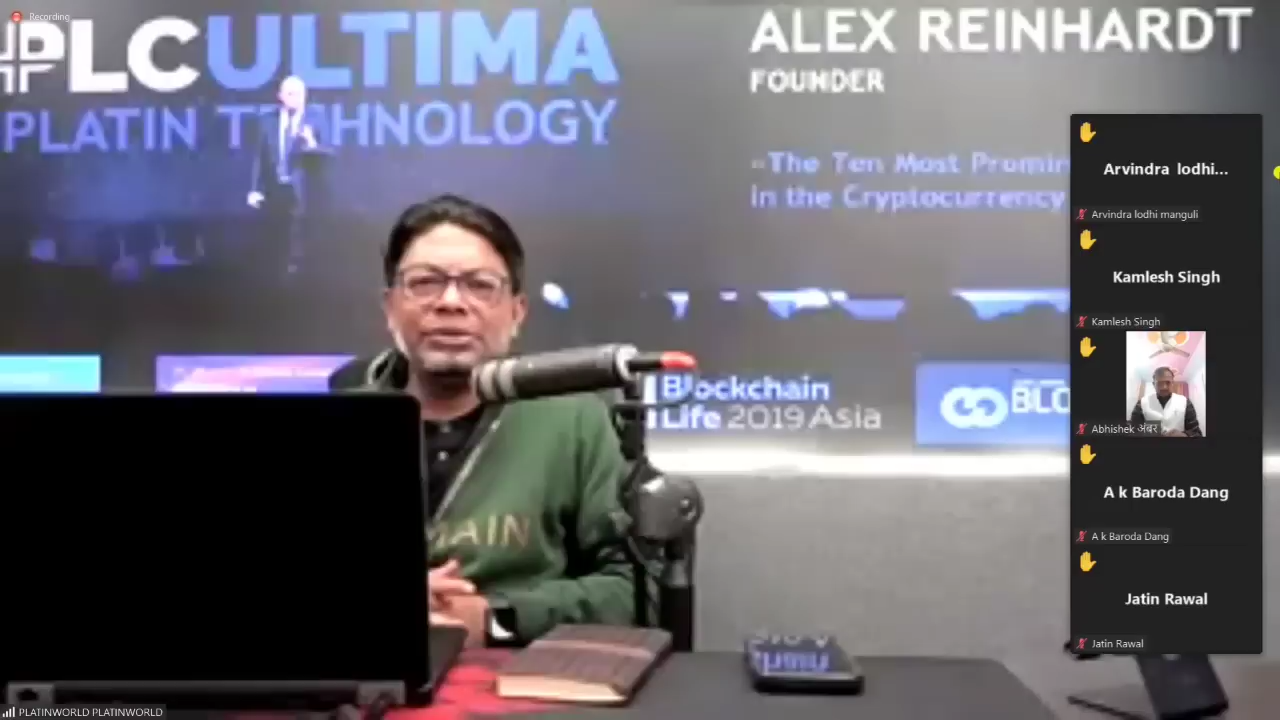 Recording
PLCULTIMA
PLATIN TECHNOLOGY
ALEX REINHARDT
FOUNDER
The Ten Most
in the Cryptocurrency
Blockchain
Life 2019 Asia
MAIN
Arvindra lodhi...
Arvindra lodhi manguli
Kamlesh Singh
Kamlesh Singh
Abhishek अंबर
A k Baroda Dang
A k Baroda Dang
Jatin Rawal
Jatin Rawal
PLATINWORLD PLATINWORLD